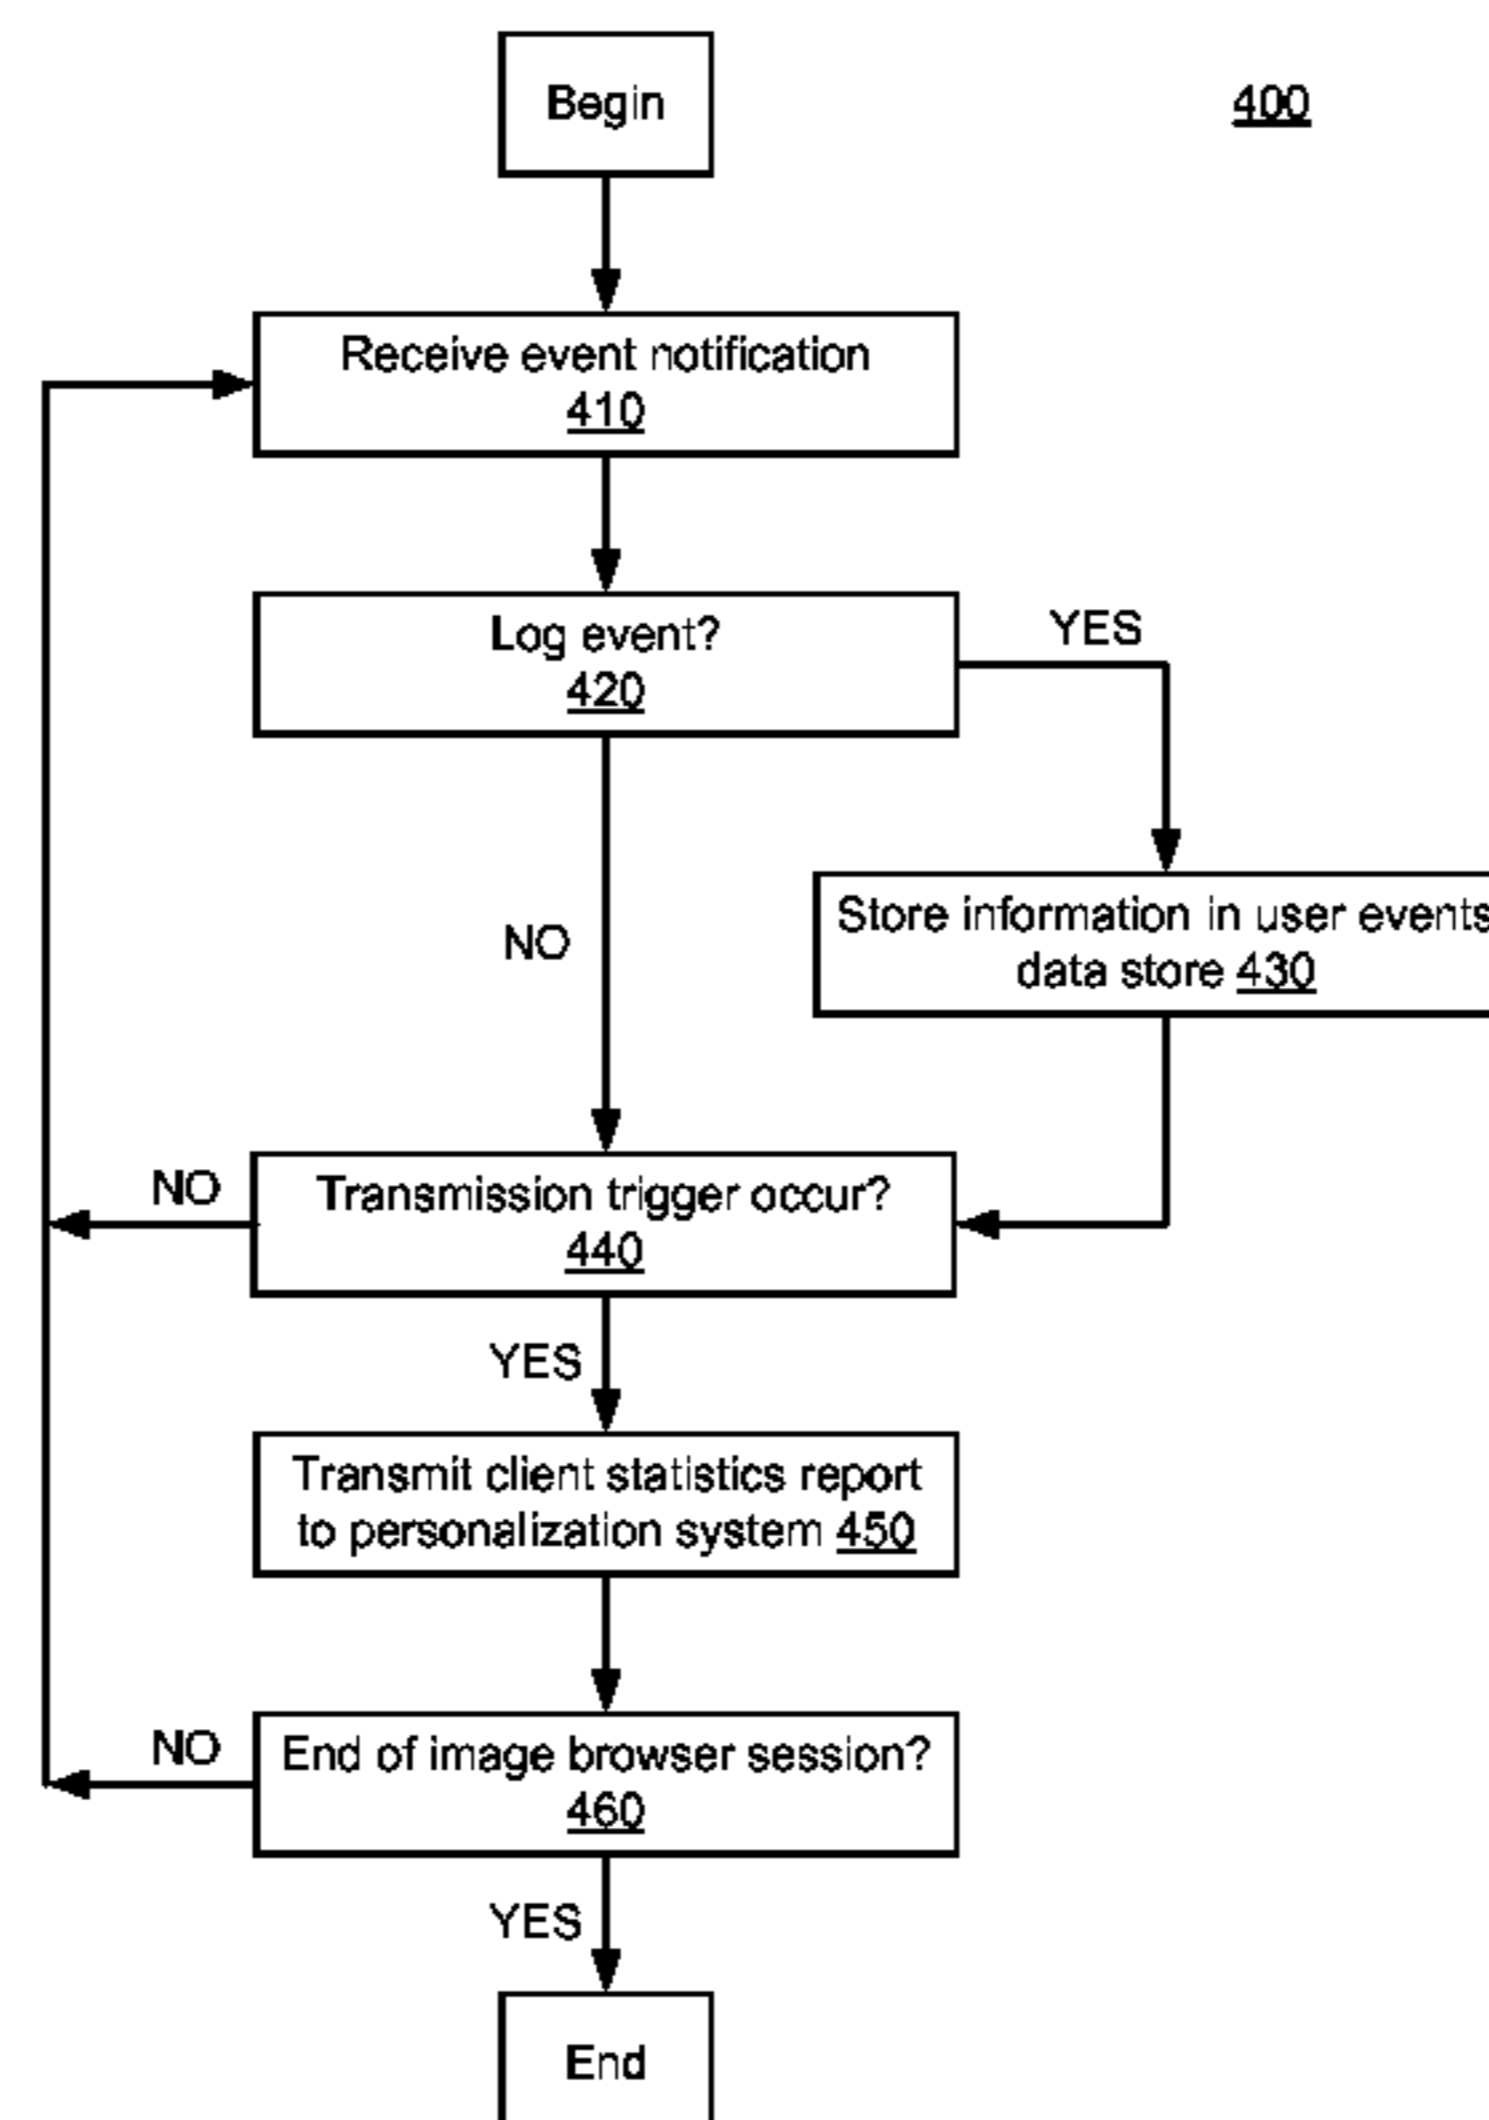 Begin
400
Receive event notification
410
Log event?
420
YES
NO
Store information in user events
data store 430
NO
Transmission trigger occur?
440
YES
Transmit client statistics report
to personalization system 450
NO
End of image browser session?
460
YES
End